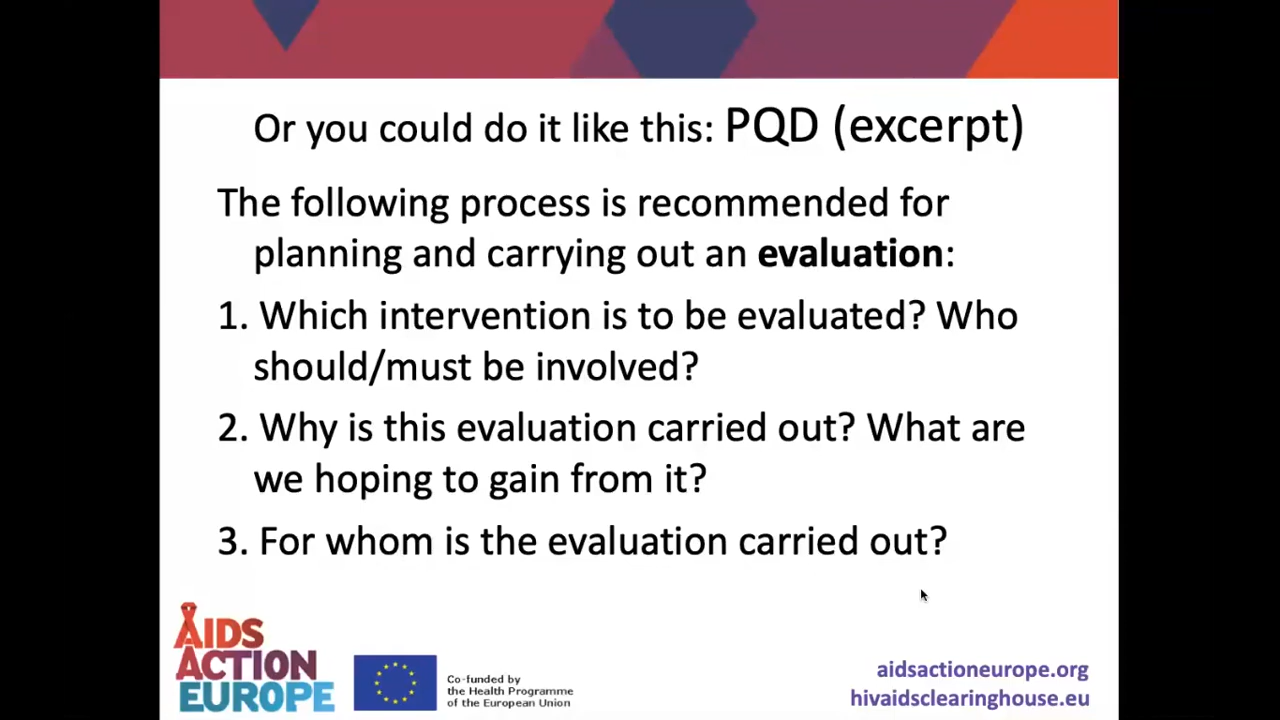 Or you could do it like this: PQD (excerpt)
The following process is recommended for
planning and carrying out an evaluation:
1. Which intervention is to be evaluated? Who
should/must be involved?
2. Why is this evaluation carried out? What are
we hoping to gain from it?
3. For whom is the evaluation carried out?
AIDS
ACTION
EUROPE
Co-funded by
the Health Programme
of the European Union
aidsactioneurope.org
hivaidsclearinghouse.eu